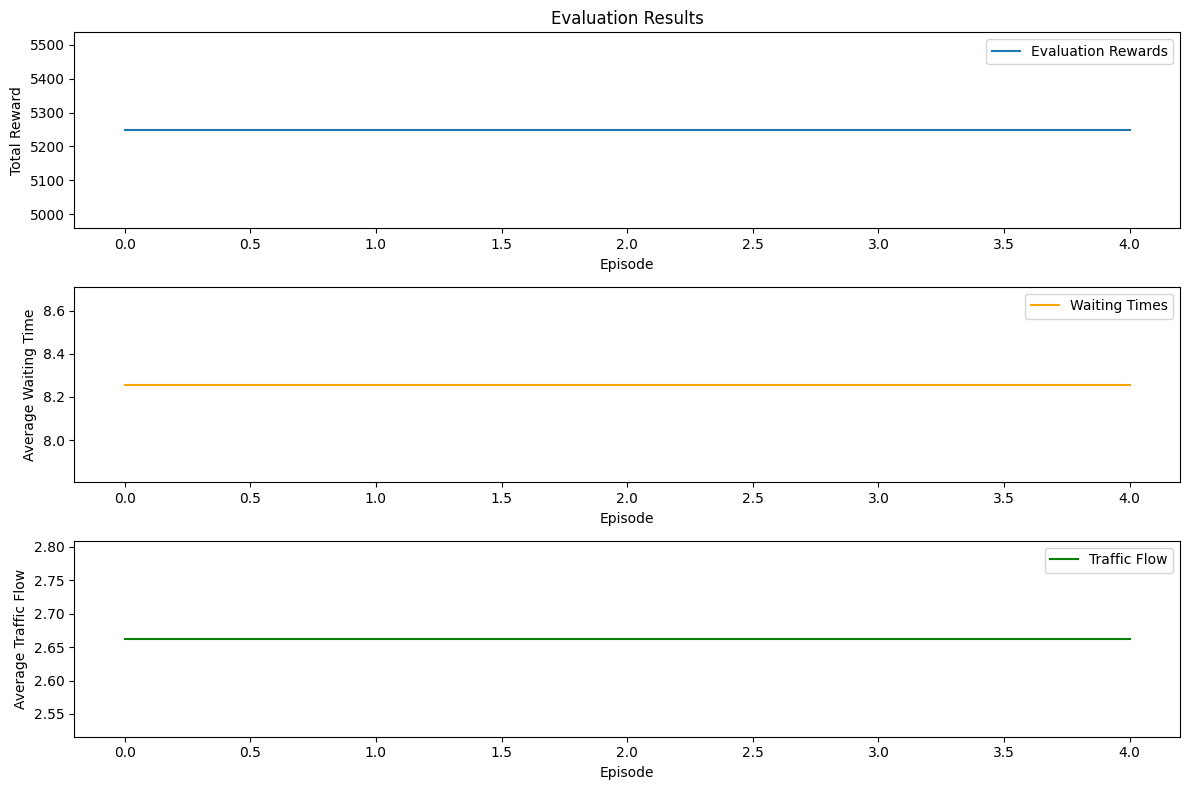 Evaluation Results
Total Reward
5500
5400
5300
5200
5100
5000
Evaluation Rewards
0.0 0.5 1.0 1.5 2.0 2.5 3.0 3.5 4.0
Episode
Average Waiting Time
8.6
8.4
8.2
8.0
Waiting Times
0.0 0.5 1.0 1.5 2.0 2.5 3.0 3.5 4.0
Episode
Average Traffic Flow
2.80
2.75
2.70
2.65
2.60
2.55
Traffic Flow
0.0 0.5 1.0 1.5 2.0 2.5 3.0 3.5 4.0
Episode